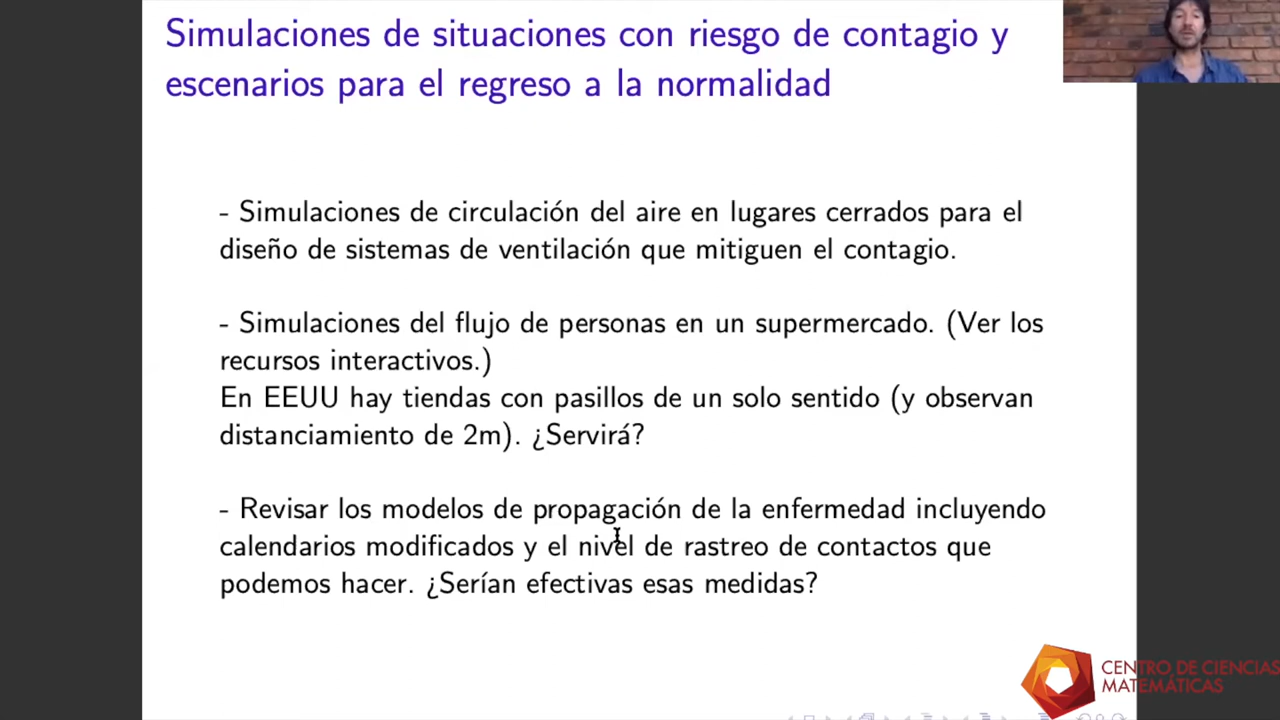 Simulaciones de situaciones con riesgo de contagio y
escenarios para el regreso a la normalidad
- Simulaciones de circulación del aire en lugares cerrados para el
diseño de sistemas de ventilación que mitiguen el contagio.
- Simulaciones del flujo de personas en un supermercado. (Ver los
recursos interactivos.)
En EEUU hay tiendas con pasillos de un solo sentido (y observan
distanciamiento de 2m). ¿Servirá?
- Revisar los modelos de propagación de la enfermedad incluyendo
calendarios modificados y el nivel de rastreo de contactos que
podemos hacer. ¿Serían efectivas esas medidas?
CENTRO DE CIENCIAS
MATEMÁTICAS